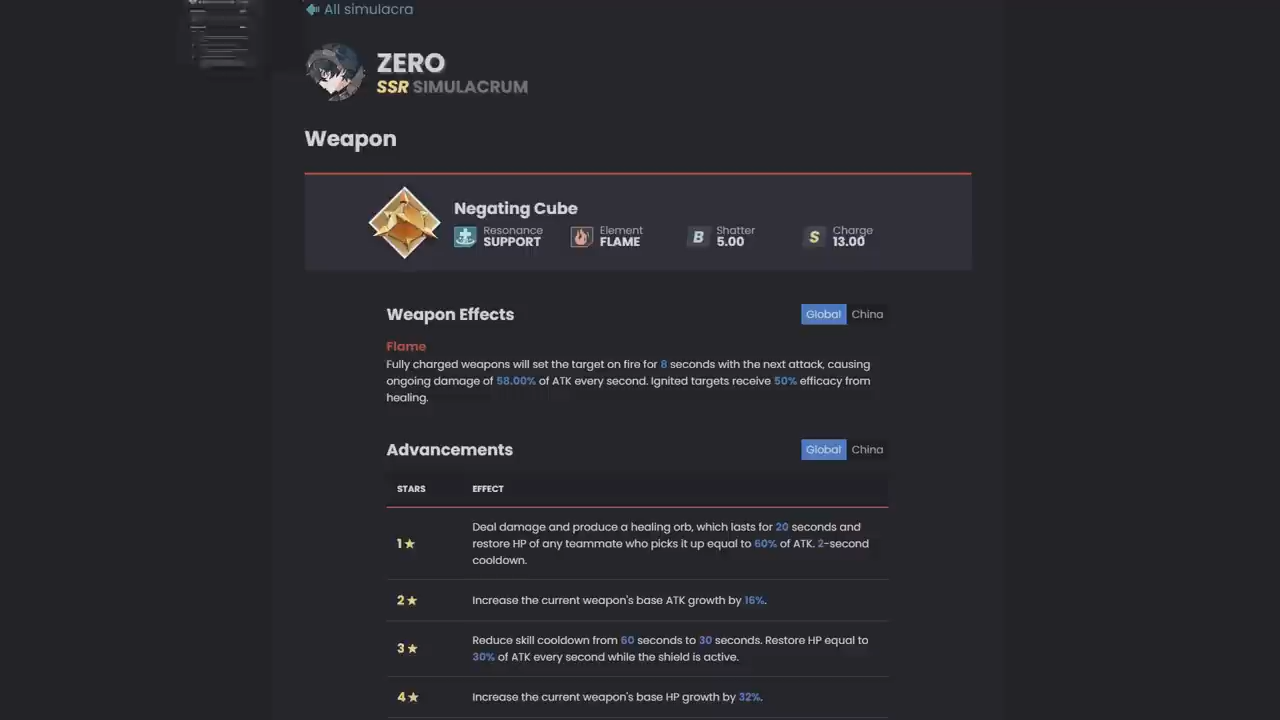 All simulacra
ZERO
SSR SIMULACRUM
Weapon
Negating Cube
Resonance
SUPPORT
Element
FLAME
B
Shatter
5.00
S
Charge
13.00
Weapon Effects
Global China
Flame
Fully charged weapons will set the target on fire for 8 seconds with the next attack, causing
ongoing damage of 58.00% of ATK every second. Ignited targets receive 50% efficacy from
healing.
Advancements
Global China
STARS EFFECT
1★
Deal damage and produce a healing orb, which lasts for 20 seconds and
restore HP of any teammate who picks it up equal to 60% of ATK. 2-second
cooldown.
2★ Increase the current weapon's base ATK growth by 16%.
3★
Reduce skill cooldown from 60 seconds to 30 seconds. Restore HP equal to
30% of ATK every second while the shield is active.
4★ Increase the current weapon's base HP growth by 32%.